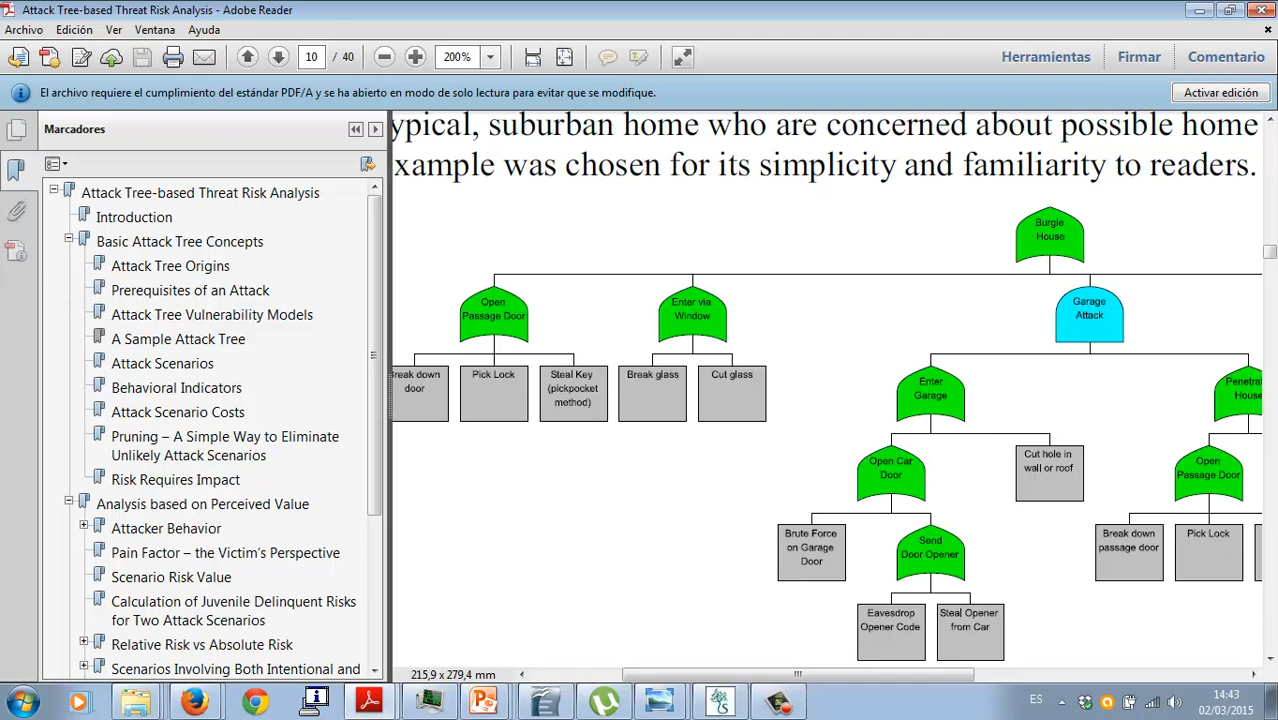 Attack Tree-based Threat Risk Analysis - Adobe Reader
Archivo Edición Ver Ventana Ayuda
10 / 40 200% Herramientas Firmar Comentario
El archivo requiere el cumplimiento del estándar PDF/A y se ha abierto en modo de solo lectura para evitar que se modifique. Activar edición
Marcadores
Attack Tree-based Threat Risk Analysis
Introduction
Basic Attack Tree Concepts
Attack Tree Origins
Prerequisites of an Attack
Attack Tree Vulnerability Models
A Sample Attack Tree
Attack Scenarios
Behavioral Indicators
Attack Scenario Costs
Pruning – A Simple Way to Eliminate
Unlikely Attack Scenarios
Risk Requires Impact
Analysis based on Perceived Value
Attacker Behavior
Pain Factor – the Victim's Perspective
Scenario Risk Value
Calculation of Juvenile Delinquent Risks
for Two Attack Scenarios
Relative Risk vs Absolute Risk
Scenarios Involving Both Intentional and
ypical, suburban home who are concerned about possible home
xample was chosen for its simplicity and familiarity to readers.
Burgle
House
Open
Passage Door
Enter via
Window
Garage
Attack
reak down
door
Pick Lock
Steal Key
(pickpocket
method)
Break glass
Cut glass
Enter
Garage
Penetrat
House
Open Car
Door
Cut hole in
wall or roof
Open
Passage Door
Brute Force
on Garage
Door
Send
Door Opener
Break down
passage door
Pick Lock
Eavesdrop
Opener Code
Steal Opener
from Car
215,9 x 279,4 mm
ES
14:43
02/03/2015